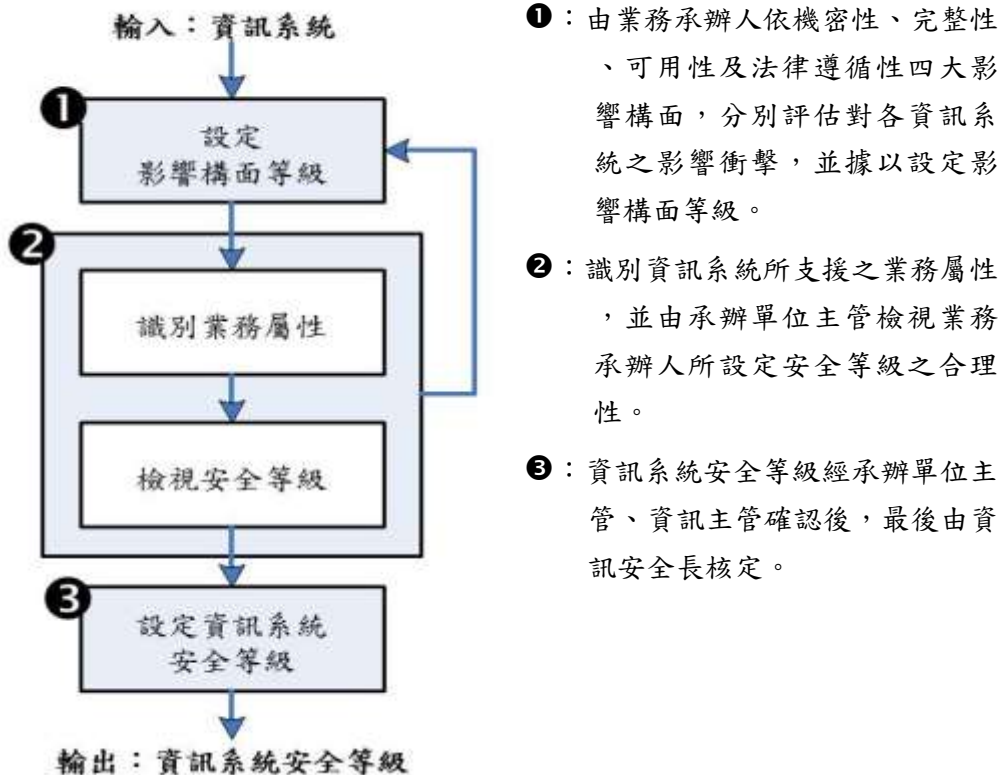 輸入：資訊系統
❶
設定
影響構面等級
❷
識別業務屬性
檢視安全等級
❸
設定資訊系統
安全等級
輸出：資訊系統安全等級
❶：由業務承辦人依機密性、完整性
、可用性及法律遵循性四大影
響構面，分別評估對各資訊系
統之影響衝擊，並據以設定影
響構面等級。
❷：識別資訊系統所支援之業務屬性
，並由承辦單位主管檢視業務
承辦人所設定安全等級之合理
性。
❸：資訊系統安全等級經承辦單位主
管、資訊主管確認後，最後由資
訊安全長核定。